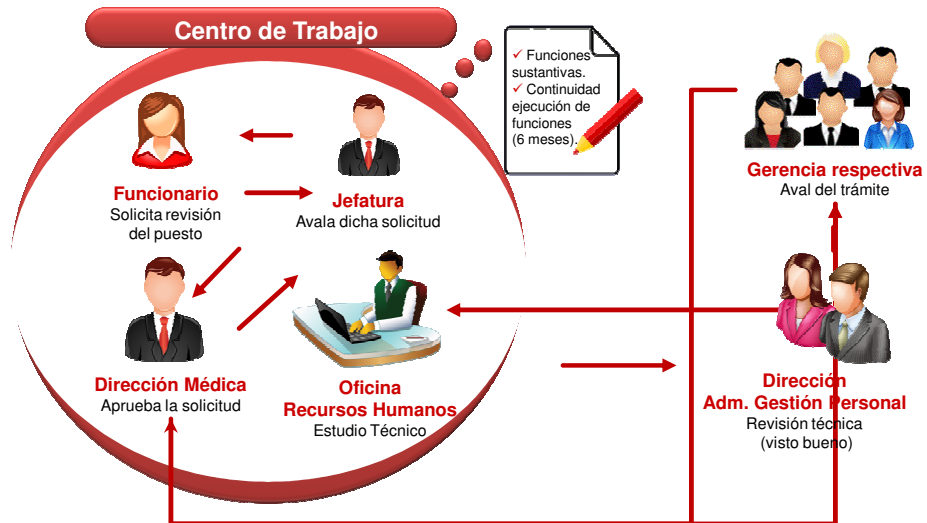 Centro de Trabajo
✓ Funciones
sustantivas.
✓ Continuidad
ejecución de
funciones
(6 meses).
Funcionario
Solicita revisión
del puesto
Jefatura
Avala dicha solicitud
Dirección Médica
Aprueba la solicitud
Oficina
Recursos Humanos
Estudio Técnico
Gerencia respectiva
Aval del trámite
Dirección
Adm. Gestión Personal
Revisión técnica
(visto bueno)